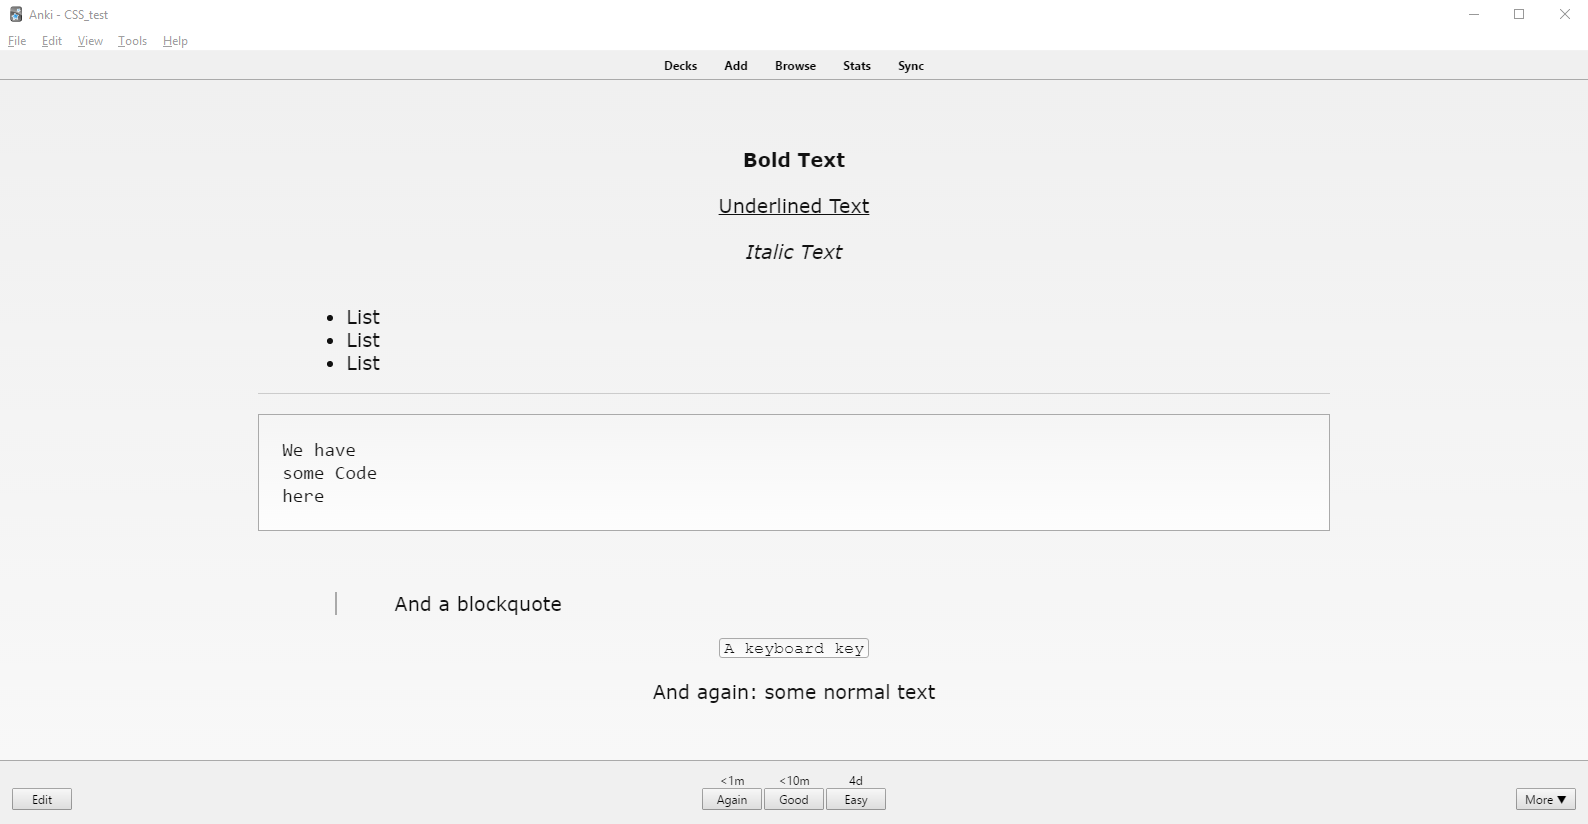 Anki - CSS_test
File Edit View Tools Help
Decks Add Browse Stats Sync
Bold Text
Underlined Text
Italic Text
• List
• List
• List
We have
some Code
here
And a blockquote
A keyboard key
And again: some normal text
<1m <10m 4d
Edit Again Good Easy More ▼